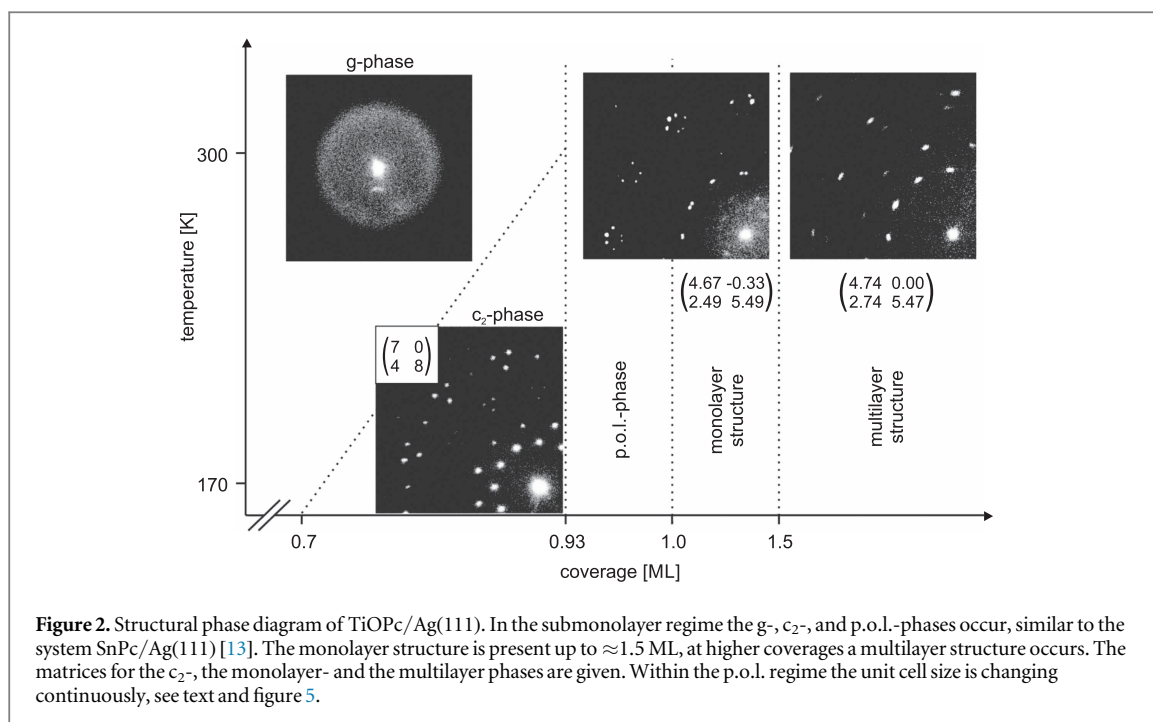 g-phase
300
temperature [K]
c₂-phase
(7 0
4 8)
170
(4.67 -0.33
2.49 5.49)
(4.74 0.00
2.74 5.47)
p.o.l.-phase
monolayer
structure
multilayer
structure
0.7
0.93
1.0
1.5
coverage [ML]
Figure 2. Structural phase diagram of TiOPc/Ag(111). In the submonolayer regime the g-, c₂-, and p.o.l.-phases occur, similar to the
system SnPc/Ag(111) [13]. The monolayer structure is present up to ≈1.5 ML, at higher coverages a multilayer structure occurs. The
matrices for the c₂-, the monolayer- and the multilayer phases are given. Within the p.o.l. regime the unit cell size is changing
continuously, see text and figure 5.